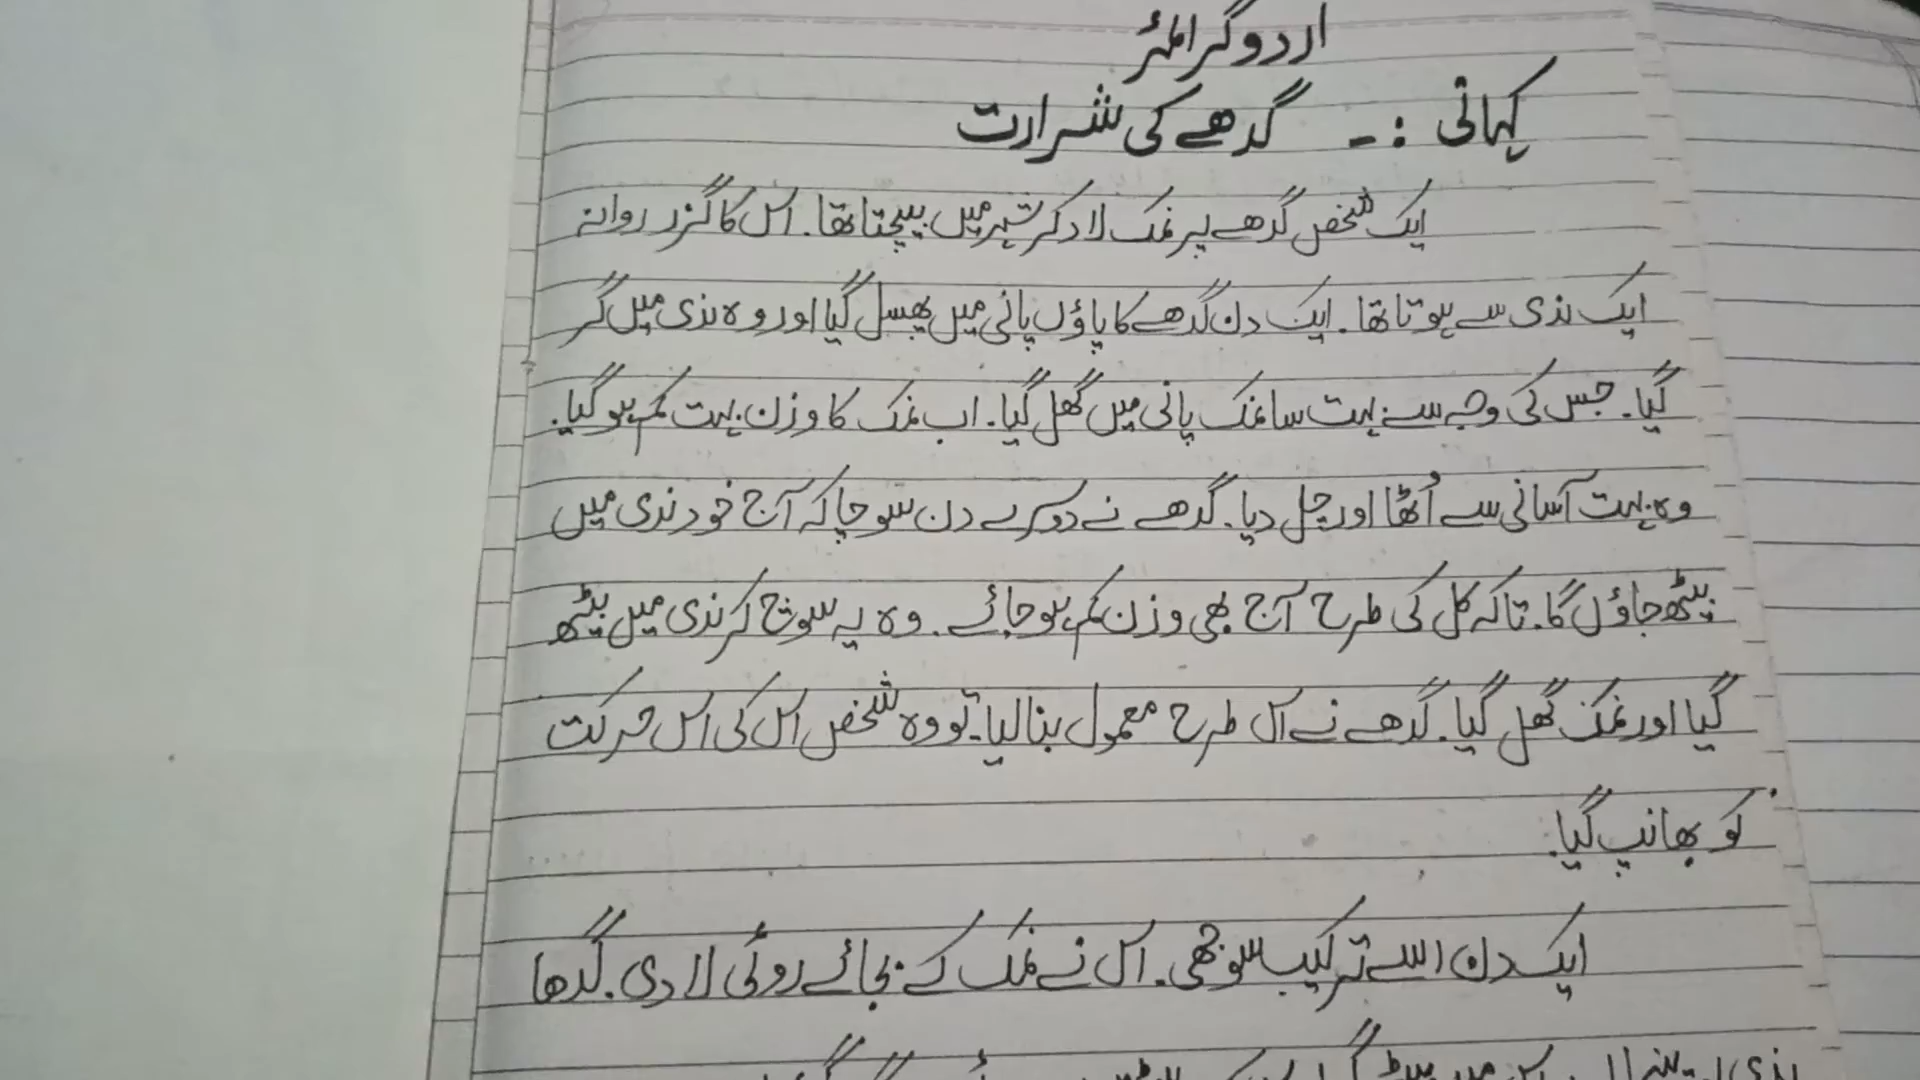 اردو گرائمر
کہانی :- گدھے کی شرارت
ایک شخص گدھے پر نمک لاد کر شہر میں بیچتا تھا۔ اس کا گزر روانہ
ایک ندی سے ہوتا تھا۔ ایک دن گدھے کا پاؤں پانی میں پھسل گیا اور وہ ندی میں گر
گیا۔ جس کی وجہ سے بہت سا نمک پانی میں گھل گیا۔ اب نمک کا وزن بہت کم ہو گیا۔
وہ بہت آسانی سے اُٹھا اور چل دیا۔ گدھے نے دوسرے دن سوچا کہ آج خود ندی میں
بیٹھ جاؤں گا۔ تاکہ کل کی طرح آج بھی وزن کم ہو جائے۔ وہ یہ سوچ کر ندی میں بیٹھ
گیا اور نمک گھل گیا۔ گدھے نے اس طرح معمول بنا لیا۔ تو وہ شخص اس کی اس حرکت
کو بھانپ گیا۔
ایک دن اسے ترکیب سوجھی۔ اس نے نمک کے بجائے روئی لاد دی۔ گدھا